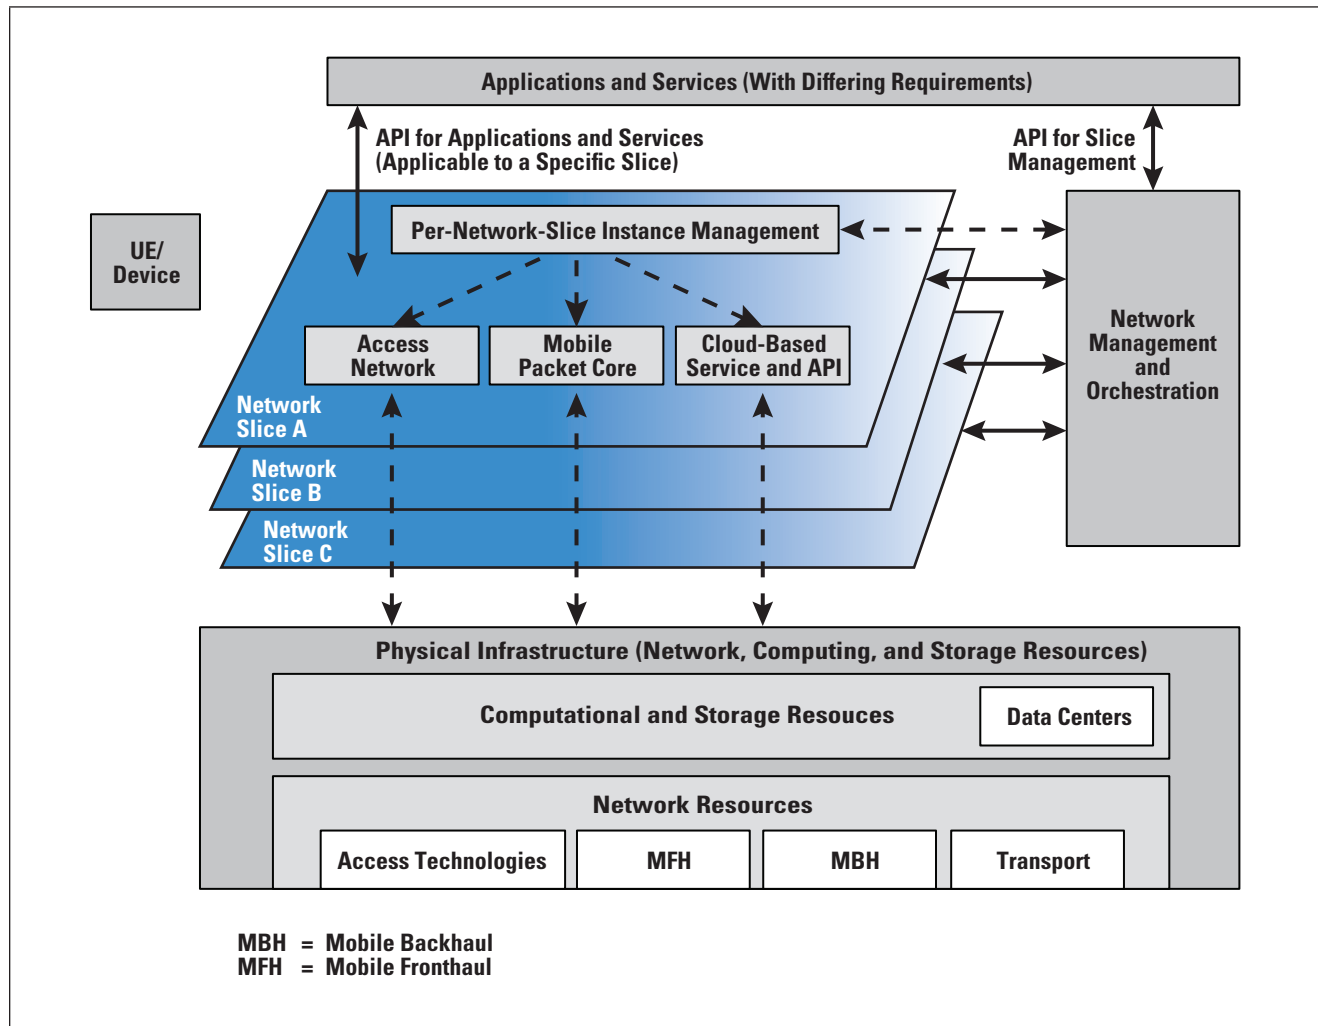 Applications and Services (With Differing Requirements)
API for Applications and Services
(Applicable to a Specific Slice)
API for Slice
Management
UE/
Device
Per-Network-Slice Instance Management
Access
Network
Mobile
Packet Core
Cloud-Based
Service and API
Network
Slice A
Network
Slice B
Network
Slice C
Network
Management
and
Orchestration
Physical Infrastructure (Network, Computing, and Storage Resources)
Computational and Storage Resouces
Data Centers
Network Resources
Access Technologies
MFH
MBH
Transport
MBH = Mobile Backhaul
MFH = Mobile Fronthaul